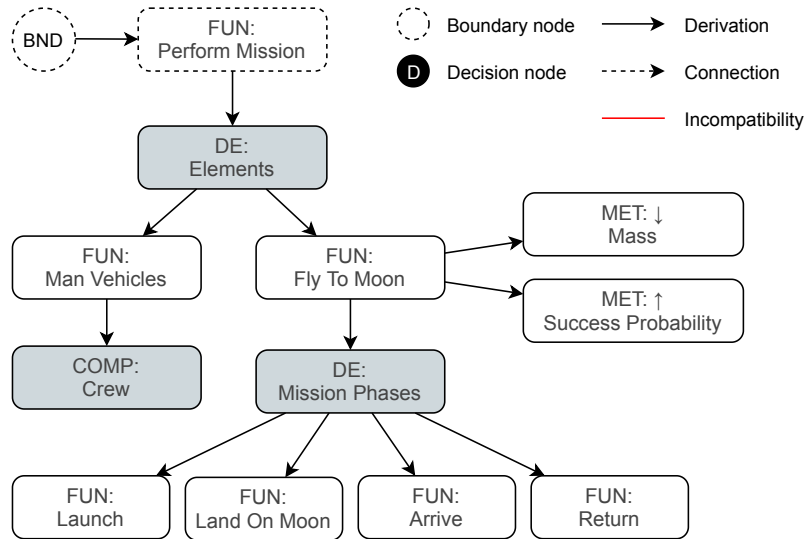 BND
FUN:
Perform Mission
Boundary node
Derivation
D
Decision node
Connection
Incompatibility
DE:
Elements
FUN:
Man Vehicles
FUN:
Fly To Moon
MET: ↓
Mass
MET: ↑
Success Probability
COMP:
Crew
DE:
Mission Phases
FUN:
Launch
FUN:
Land On Moon
FUN:
Arrive
FUN:
Return